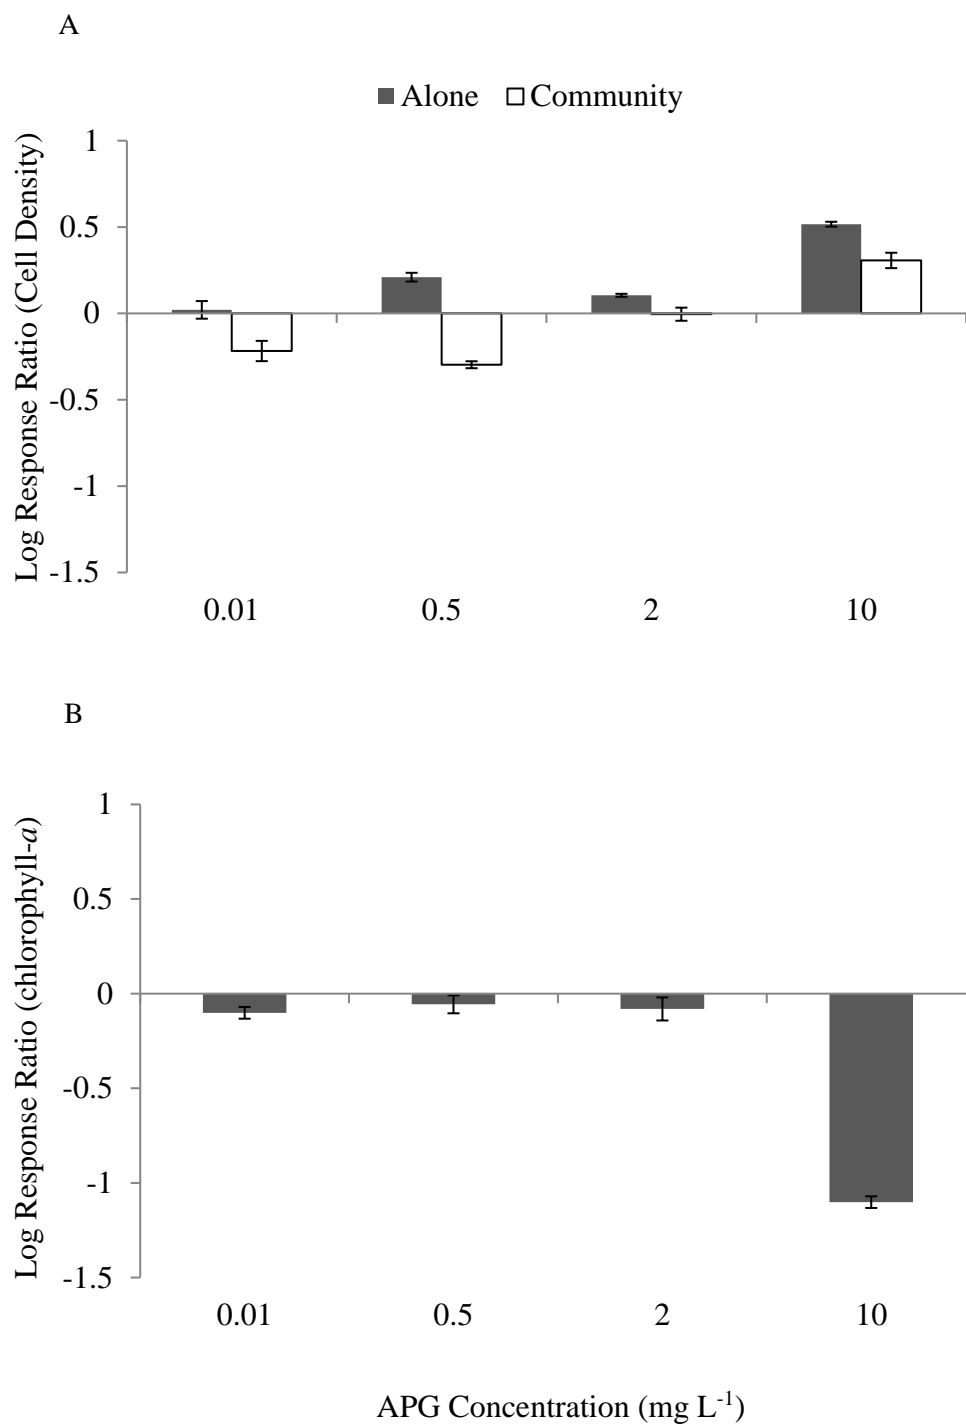 A
Alone Community
Log Response Ratio (Cell Density)
1
0.5
0
-0.5
-1
-1.5
0.01 0.5 2 10
B
Log Response Ratio (chlorophyll-a)
1
0.5
0
-0.5
-1
-1.5
0.01 0.5 2 10
APG Concentration (mg L⁻¹)